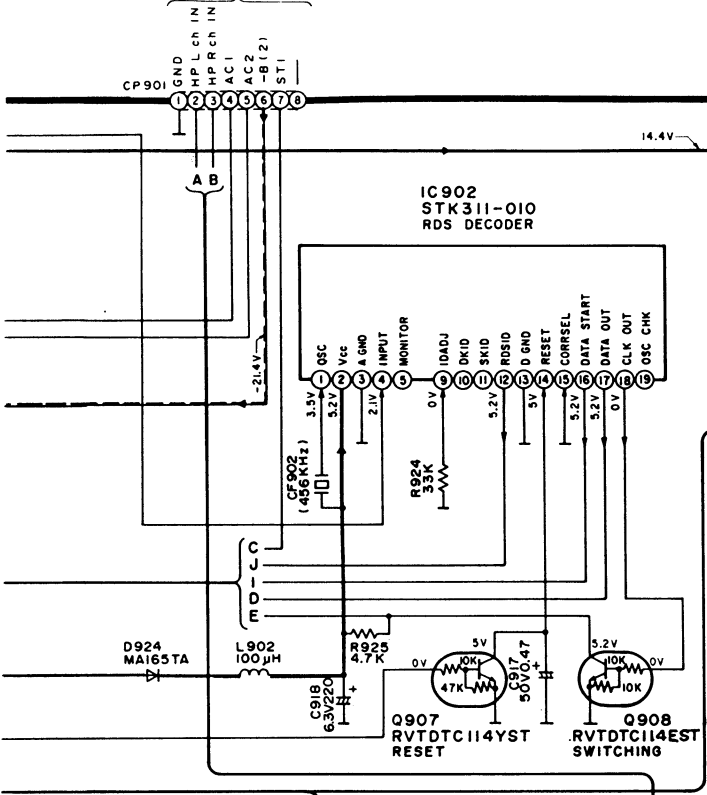 CP901
GND
HP L ch IN
HP R ch IN
AC1
AC2
-B(2)
ST1
1 2 3 4 5 6 7 8
14.4V
A B
IC902
STK311-010
RDS DECODER
OSC
Vcc
A GND
INPUT
MONITOR
IDADJ
DKID
SKID
RDSID
D GND
RESET
CORRSEL
DATA START
DATA OUT
CLK OUT
OSC CHK
1 2 3 4 5 9 10 11 12 13 14 15 16 17 18 19
-21.4V
3.5V
5.2V
2.1V
0V
5.2V
5V
5.2V
5.2V
0V
CF902
(456KHz)
R924
33K
C
J
I
D
E
D924
MA165TA
L902
100μH
R925
4.7K
C918
6.3V220
+
0V
5V
10K
47K
C917
50V0.47
+
5.2V
10K
10K
0V
Q907
RVTDTC114YST
RESET
Q908
RVTDTC114EST
SWITCHING